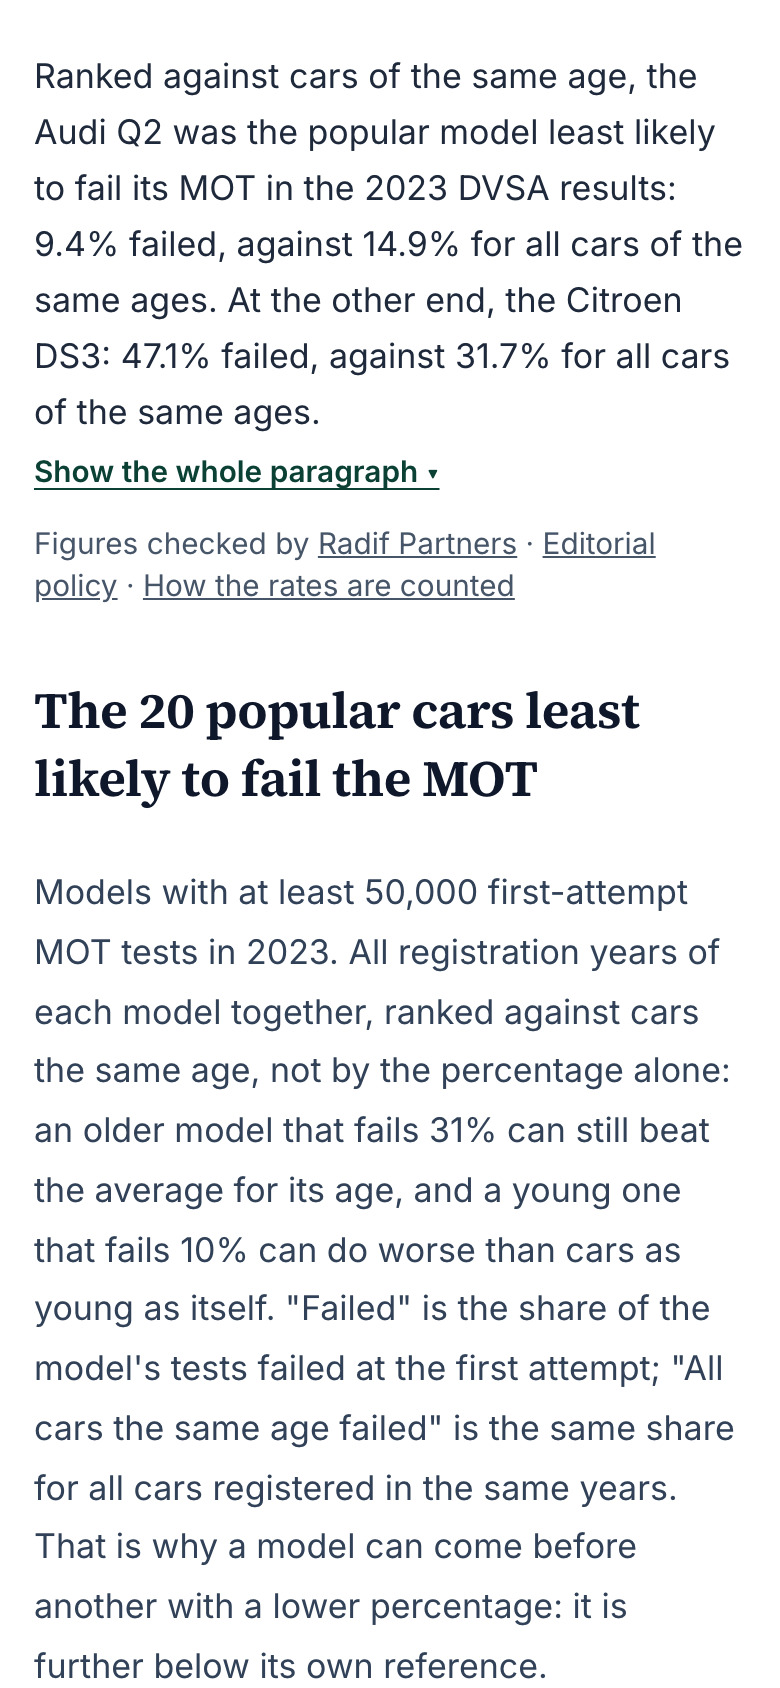 Ranked against cars of the same age, the
Audi Q2 was the popular model least likely
to fail its MOT in the 2023 DVSA results:
9.4% failed, against 14.9% for all cars of the
same ages. At the other end, the Citroen
DS3: 47.1% failed, against 31.7% for all cars
of the same ages.
Show the whole paragraph ▾
Figures checked by Radif Partners · Editorial
policy · How the rates are counted
The 20 popular cars least
likely to fail the MOT
Models with at least 50,000 first-attempt
MOT tests in 2023. All registration years of
each model together, ranked against cars
the same age, not by the percentage alone:
an older model that fails 31% can still beat
the average for its age, and a young one
that fails 10% can do worse than cars as
young as itself. "Failed" is the share of the
model's tests failed at the first attempt; "All
cars the same age failed" is the same share
for all cars registered in the same years.
That is why a model can come before
another with a lower percentage: it is
further below its own reference.